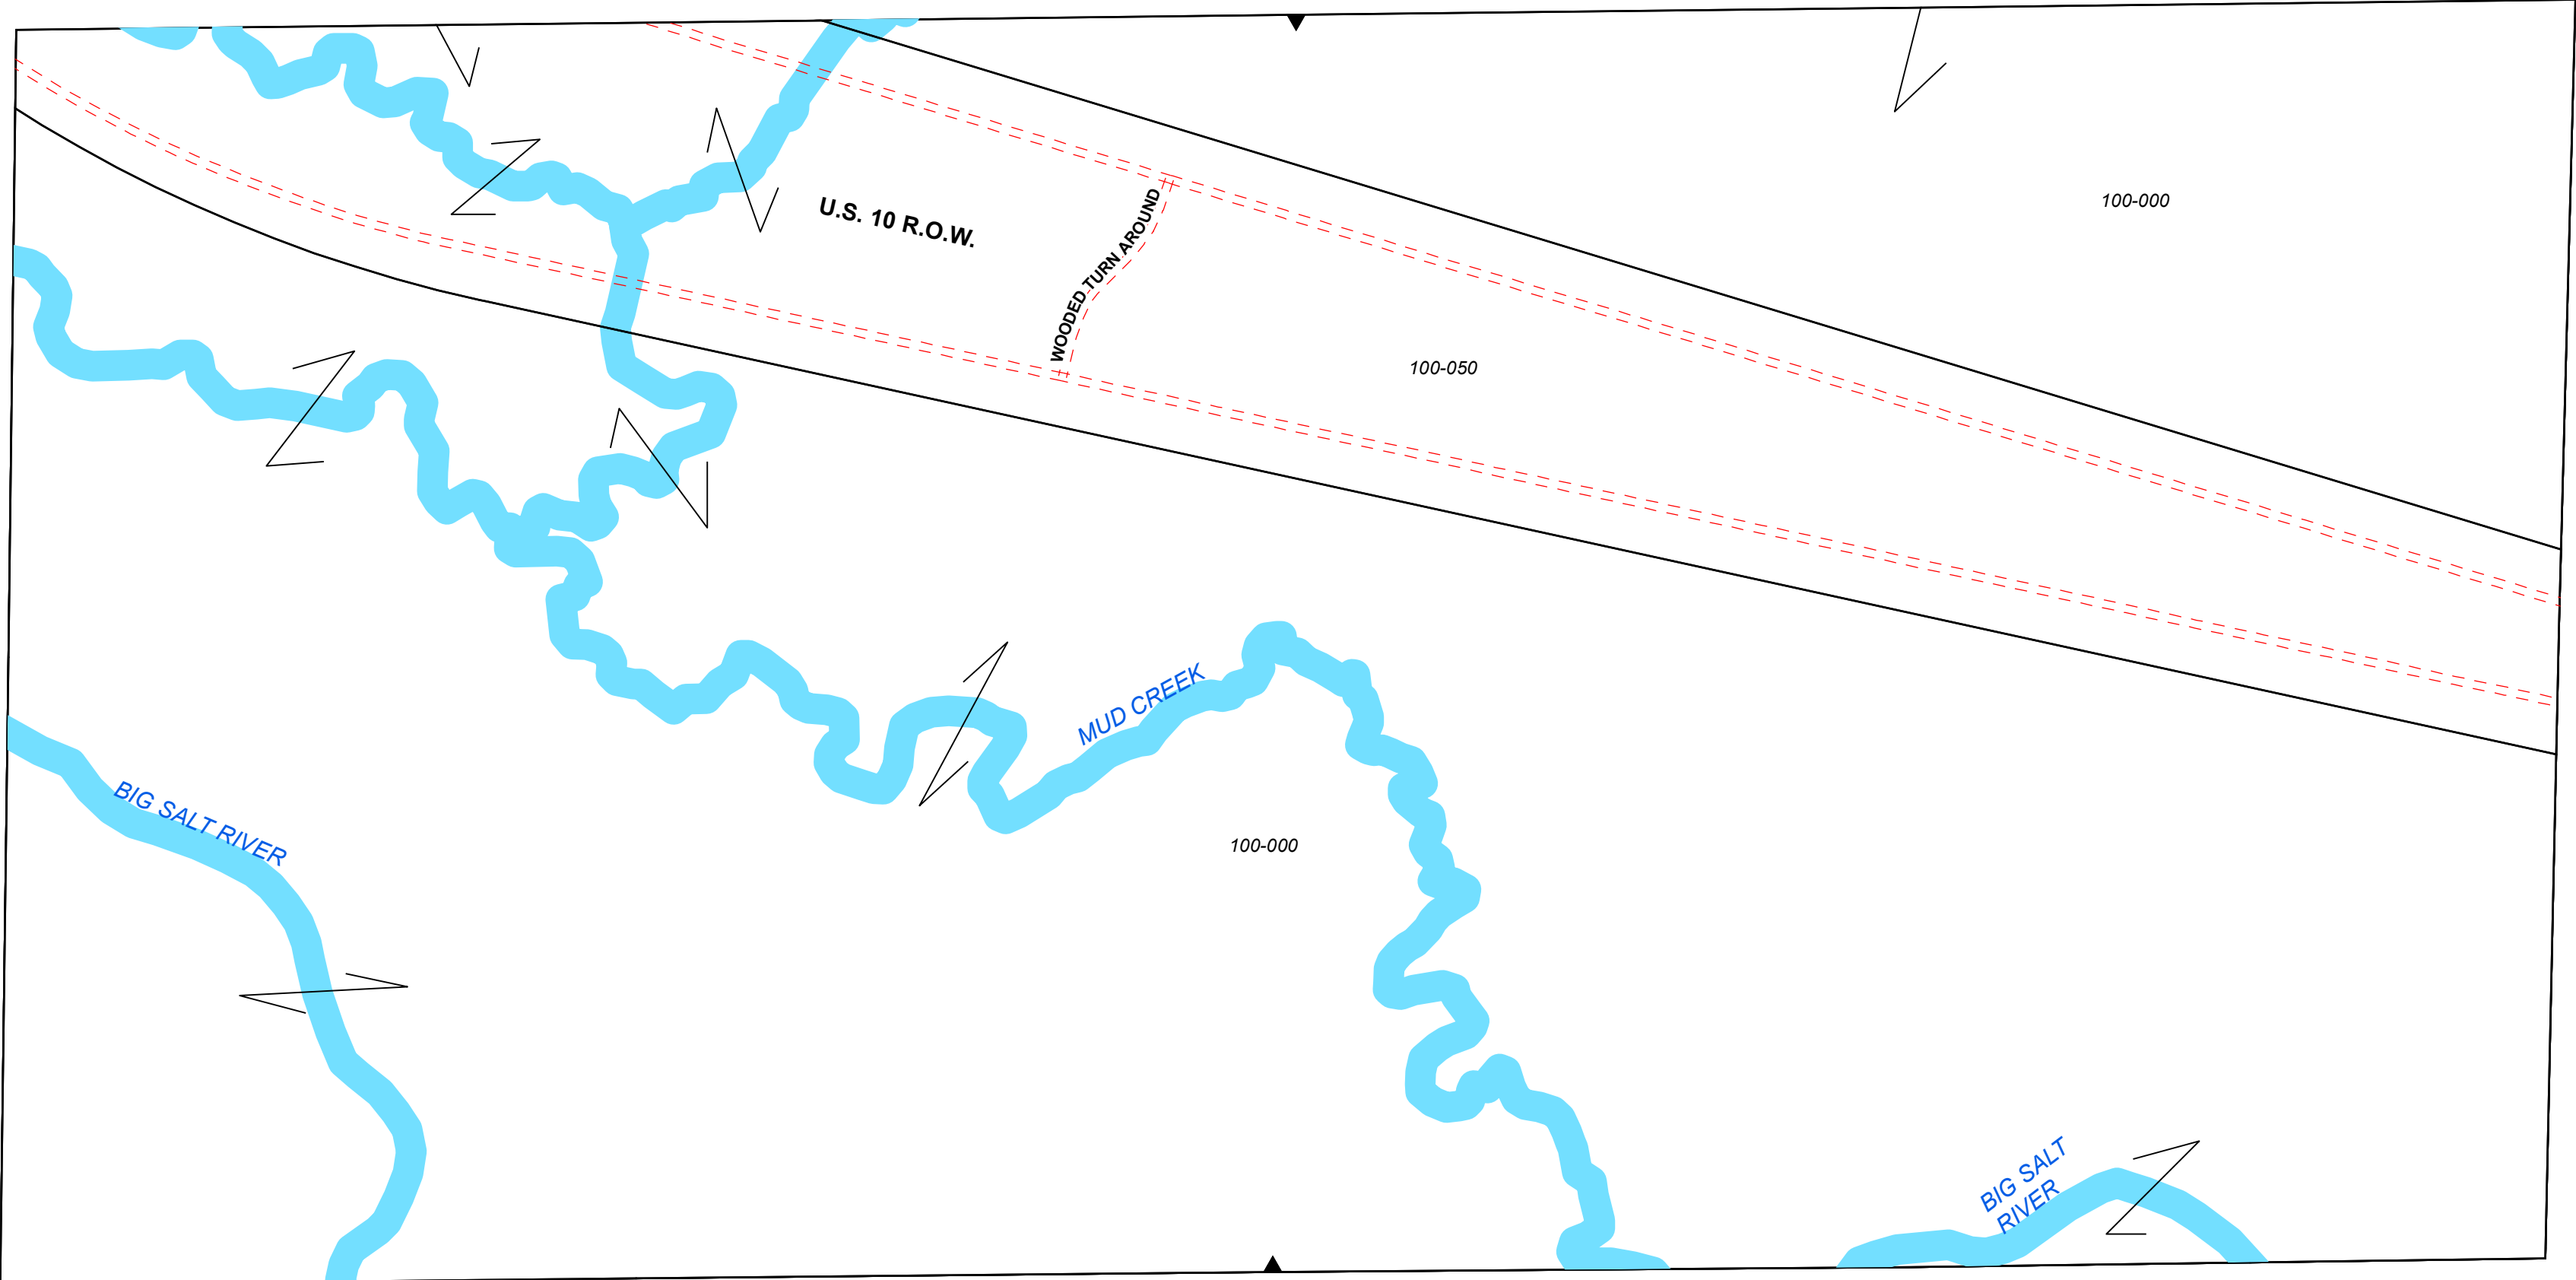 U.S. 10 R.O.W.
WOODED TURN AROUND
100-000
100-050
MUD CREEK
BIG SALT RIVER
100-000
BIG SALT
RIVER